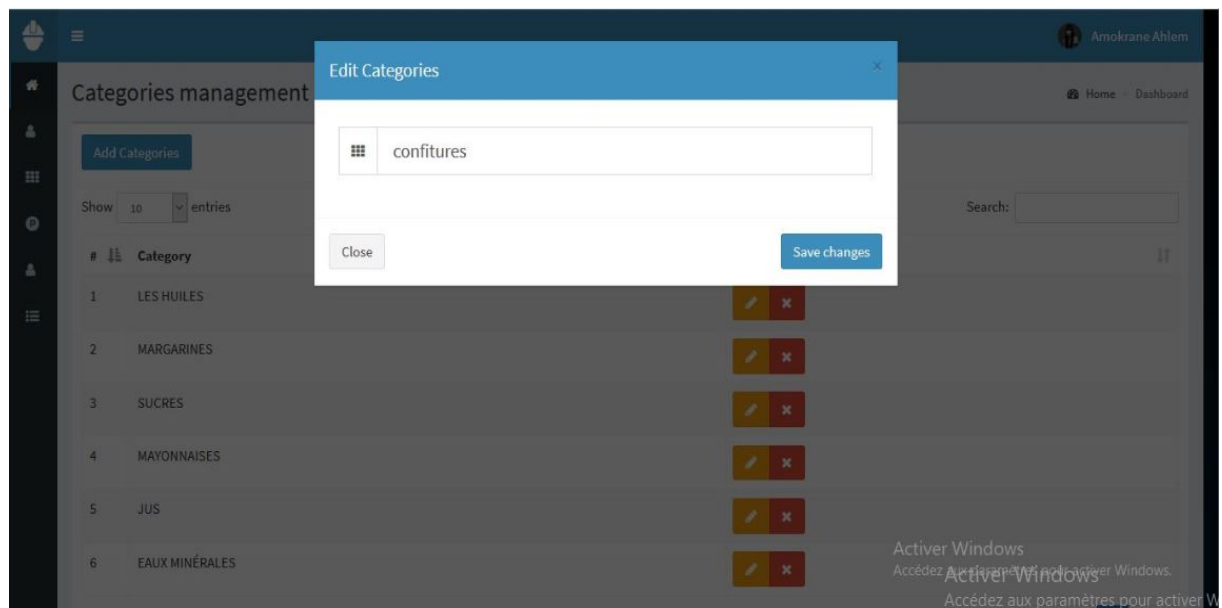 Amokrane Ahlem
Edit Categories ×
Categories management
Home - Dashboard
Add Categories
confitures
Show 10 entries
Search:
Close
Save changes
# Category
1 LES HUILES
2 MARGARINES
3 SUCRES
4 MAYONNAISES
5 JUS
6 EAUX MINÉRALES
Activer Windows
Accédez aux paramètres pour activer Windows.
Activer Windows
Accédez aux paramètres pour activer W